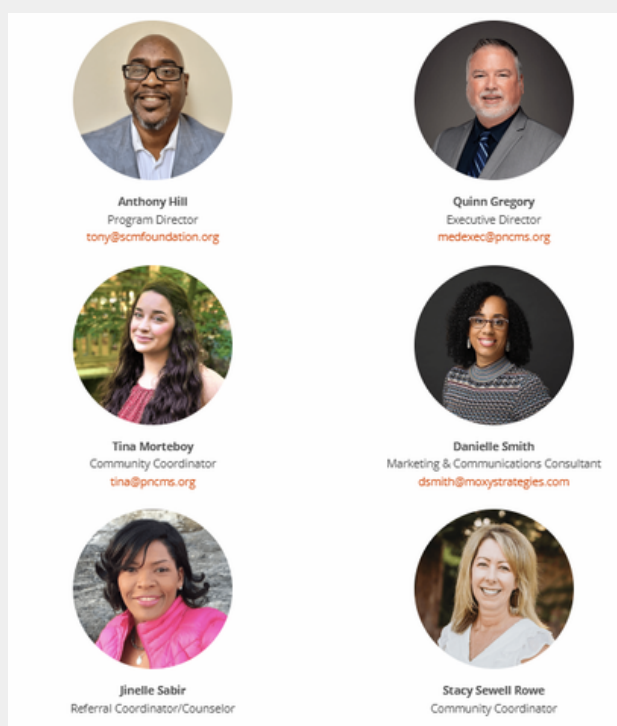 Anthony Hill
Program Director
tony@scmfoundation.org
Quinn Gregory
Executive Director
medexec@pncms.org
Tina Morteboy
Community Coordinator
tina@pncms.org
Danielle Smith
Marketing & Communications Consultant
dsmith@moxystrategies.com
Jinelle Sabir
Referral Coordinator/Counselor
Stacy Sewell Rowe
Community Coordinator